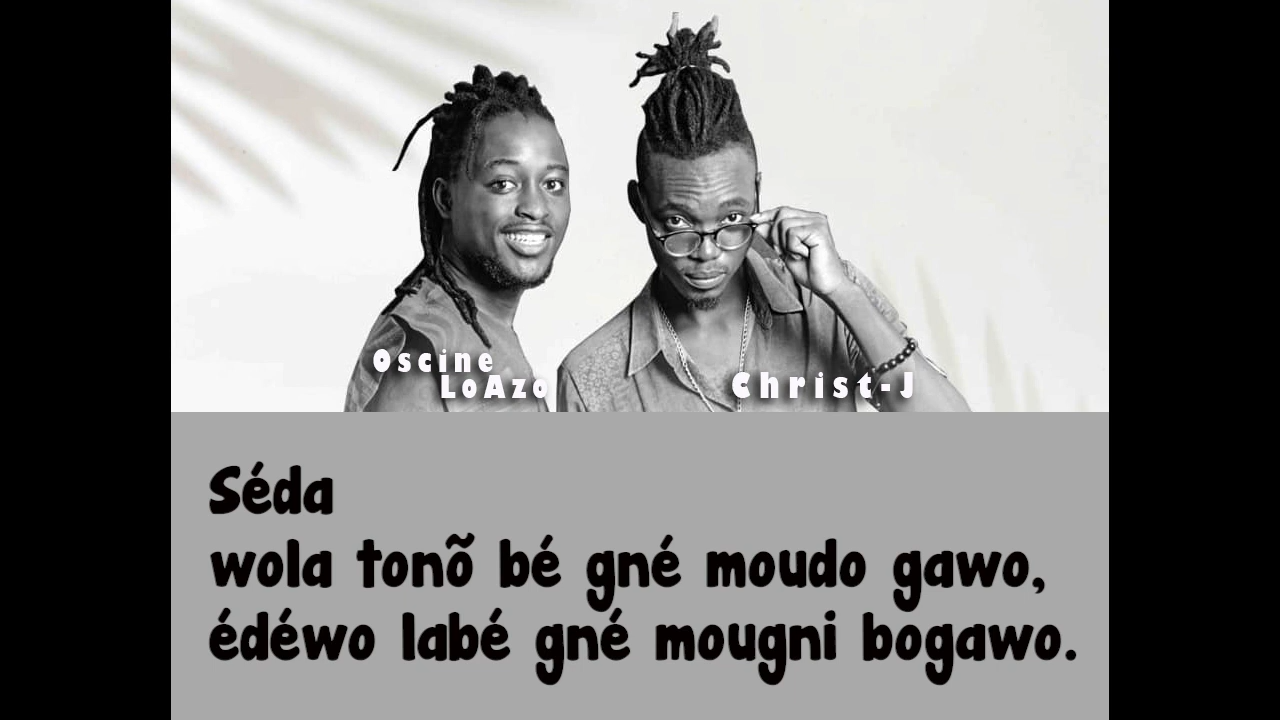 Oscine
LoAzo
Christ-J
Séda
wola tonõ bé gné moudo gawo,
édéwo labé gné mougni bogawo.